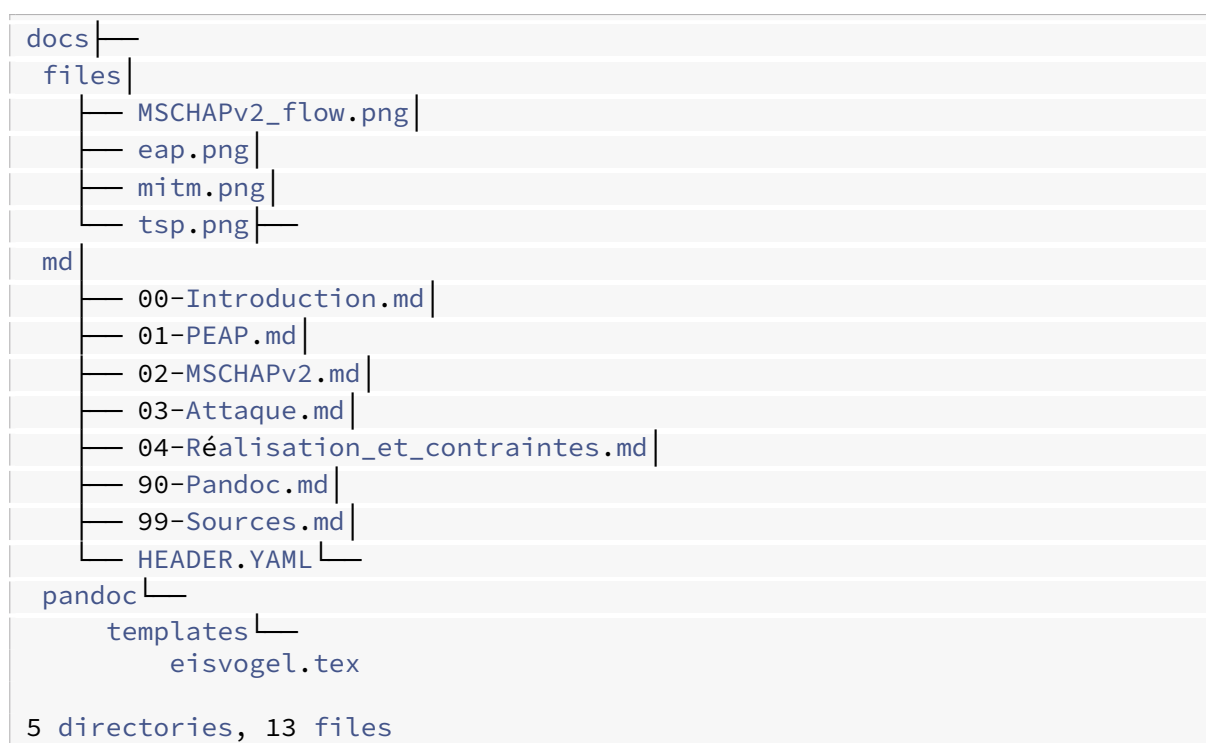 docs├──
 files│
   ├── MSCHAPv2_flow.png│
   ├── eap.png│
   ├── mitm.png│
   └── tsp.png├──
 md│
   ├── 00-Introduction.md│
   ├── 01-PEAP.md│
   ├── 02-MSCHAPv2.md│
   ├── 03-Attaque.md│
   ├── 04-Réalisation_et_contraintes.md│
   ├── 90-Pandoc.md│
   ├── 99-Sources.md│
   └── HEADER.YAML└──
 pandoc└──
     templates└──
         eisvogel.tex
5 directories, 13 files